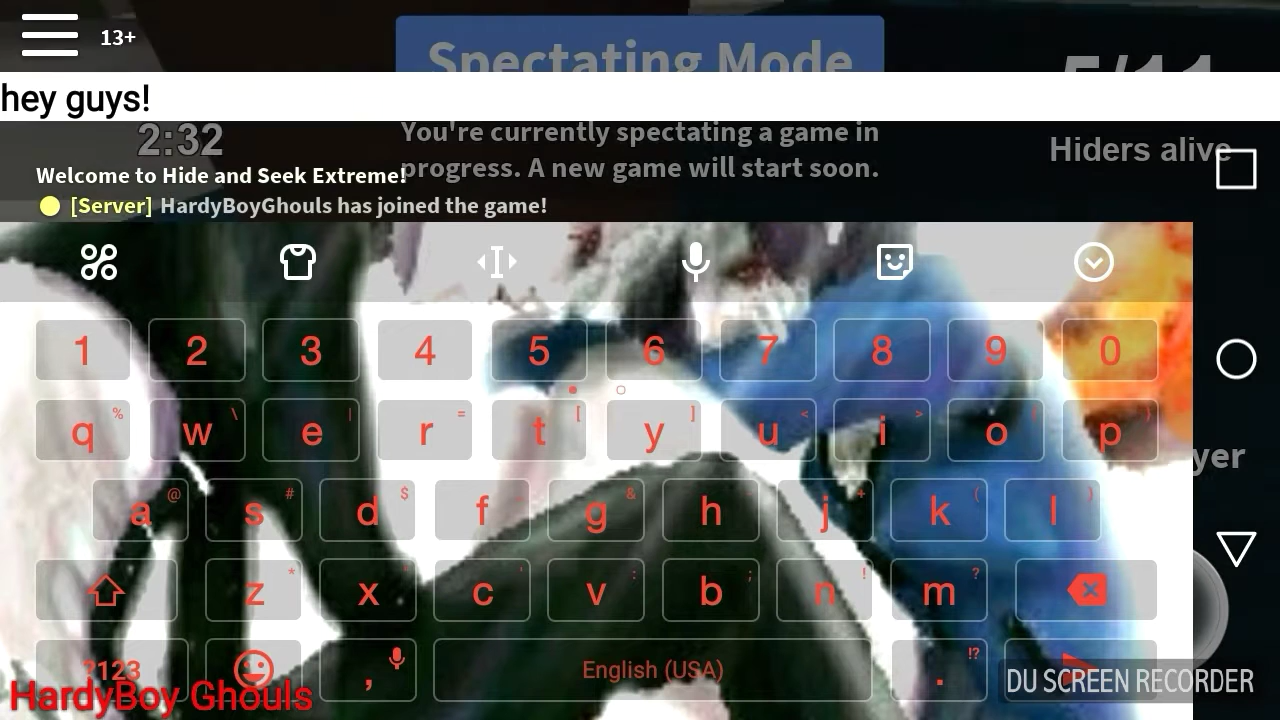 13+
Spectating Mode
5/11
hey guys!
2:32
You're currently spectating a game in
progress. A new game will start soon.
Hiders alive
Welcome to Hide and Seek Extreme!
[Server] HardyBoyGhouls has joined the game!
1 2 3 4 5 6 7 8 9 0
% \ | = [ ] < >
q w e r t y u i o p
yer
@ # $ & + ( )
a s d f g h j k l
* ' : ; ! ?
z x c v b n m
?123 , English (USA) . !?
HardyBoy Ghouls
DU SCREEN RECORDER